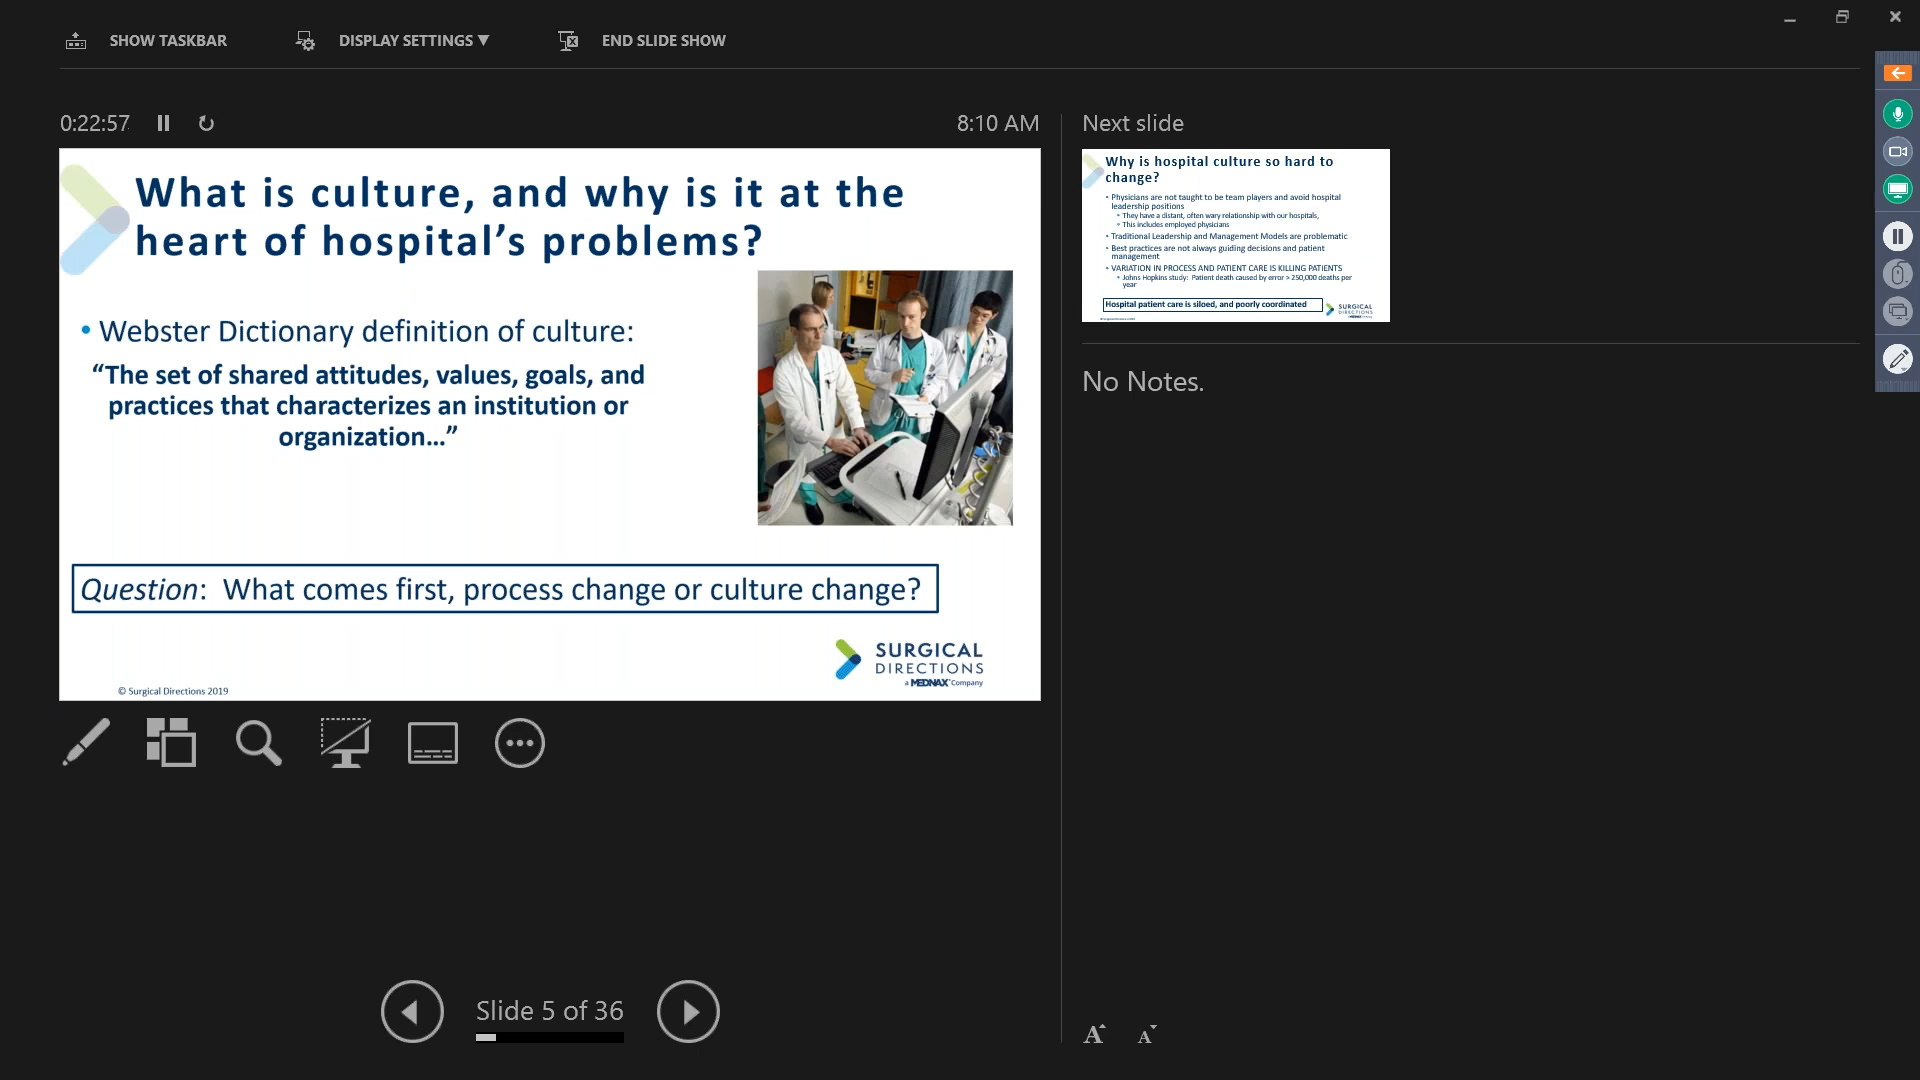 SHOW TASKBAR
DISPLAY SETTINGS ▼
END SLIDE SHOW
0:22:57
8:10 AM
What is culture, and why is it at the
heart of hospital’s problems?
• Webster Dictionary definition of culture:
“The set of shared attitudes, values, goals, and
practices that characterizes an institution or
organization...”
Question: What comes first, process change or culture change?
SURGICAL
DIRECTIONS
a MEDNAX Company
© Surgical Directions 2019
Slide 5 of 36
Next slide
Why is hospital culture so hard to
change?
• Physicians are not taught to be team players and avoid hospital
leadership positions
• They have a distant, often wary relationship with our hospitals,
• This includes employed physicians
• Traditional Leadership and Management Models are problematic
• Best practices are not always guiding decisions and patient
management
• VARIATION IN PROCESS AND PATIENT CARE IS KILLING PATIENTS
• Johns Hopkins study: Patient death caused by error > 250,000 deaths per
year
Hospital patient care is siloed, and poorly coordinated
SURGICAL
DIRECTIONS
a MEDNAX Company
No Notes.
A A